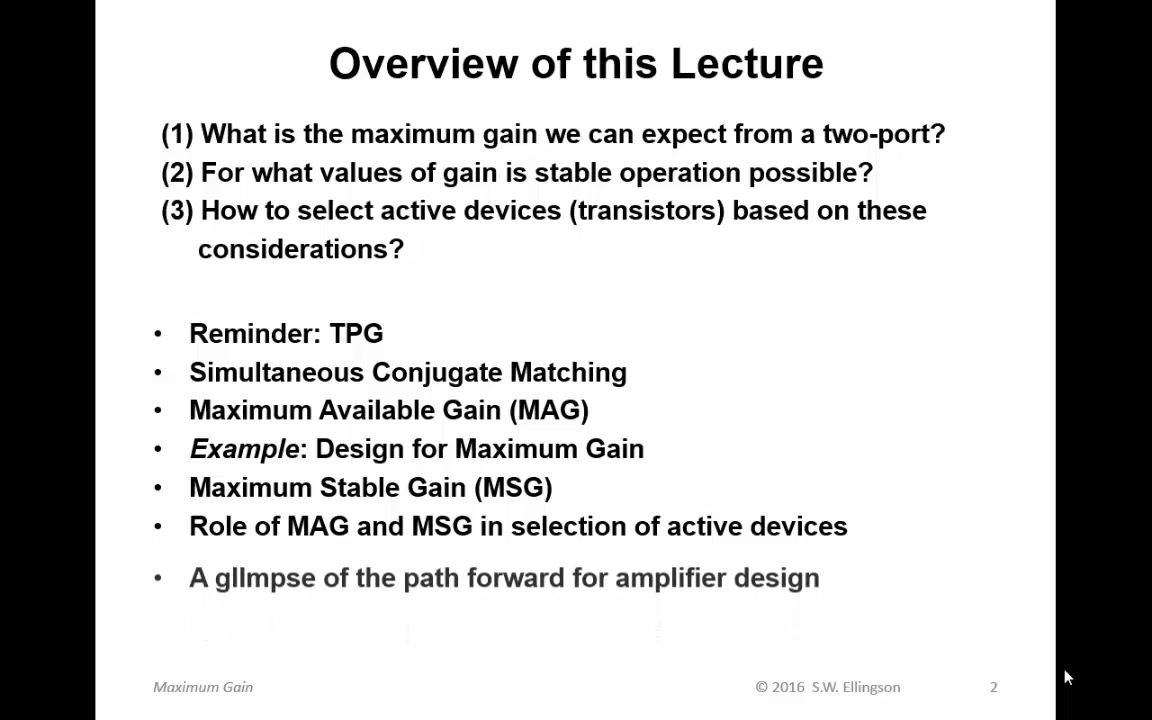 Overview of this Lecture
(1) What is the maximum gain we can expect from a two-port?
(2) For what values of gain is stable operation possible?
(3) How to select active devices (transistors) based on these
considerations?
• Reminder: TPG
• Simultaneous Conjugate Matching
• Maximum Available Gain (MAG)
• Example: Design for Maximum Gain
• Maximum Stable Gain (MSG)
• Role of MAG and MSG in selection of active devices
• A glImpse of the path forward for amplifier design
Maximum Gain
© 2016 S.W. Ellingson
2